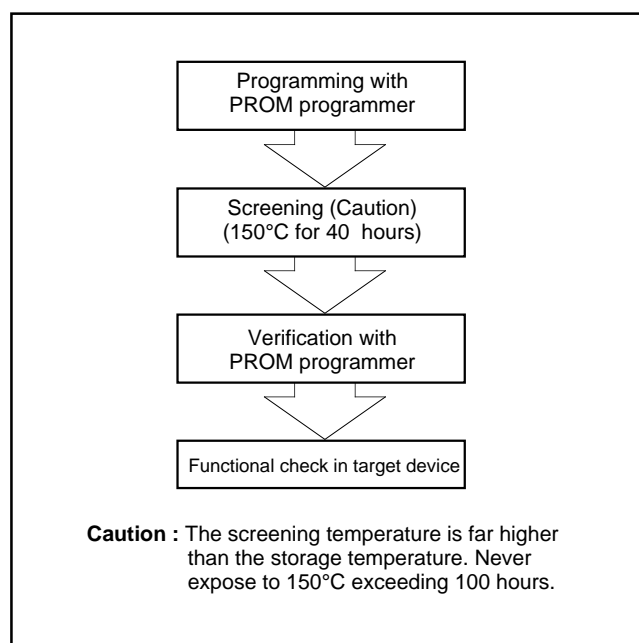 Programming with
PROM programmer
Screening (Caution)
(150°C for 40 hours)
Verification with
PROM programmer
Functional check in target device
Caution : The screening temperature is far higher
than the storage temperature. Never
expose to 150°C exceeding 100 hours.